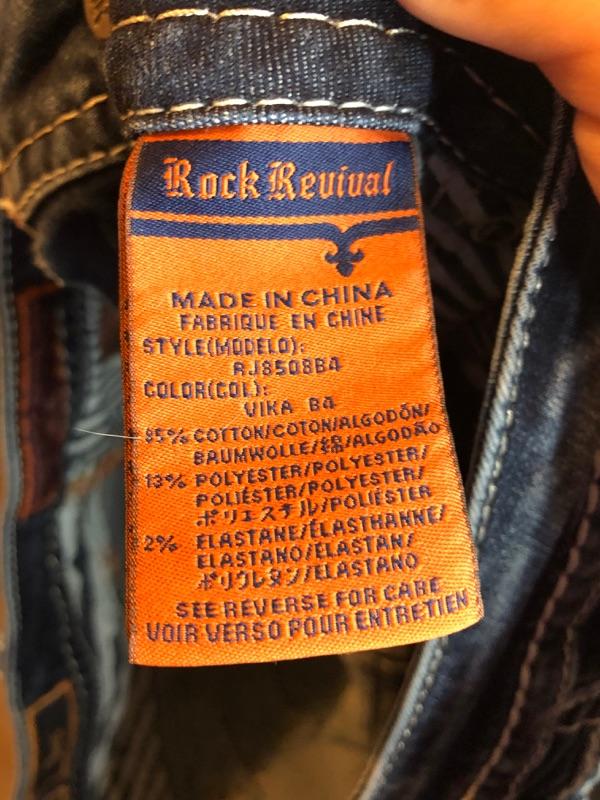 Rock Revival
MADE IN CHINA
FABRIQUE EN CHINE
STYLE(MODELO):
RJ8508B4
COLOR(COL):
VIKA B4
85% COTTON/COTON/ALGODÓN/
BAUMWOLLE/綿/ALGODÃO
13% POLYESTER/POLYESTER/
POLIÉSTER/POLYESTER/
ポリエステル/POLIÉSTER
2% ELASTANE/ÉLASTHANNE/
ELASTANO/ELASTAN/
ポリウレタン/ELASTANO
SEE REVERSE FOR CARE
VOIR VERSO POUR ENTRETIEN